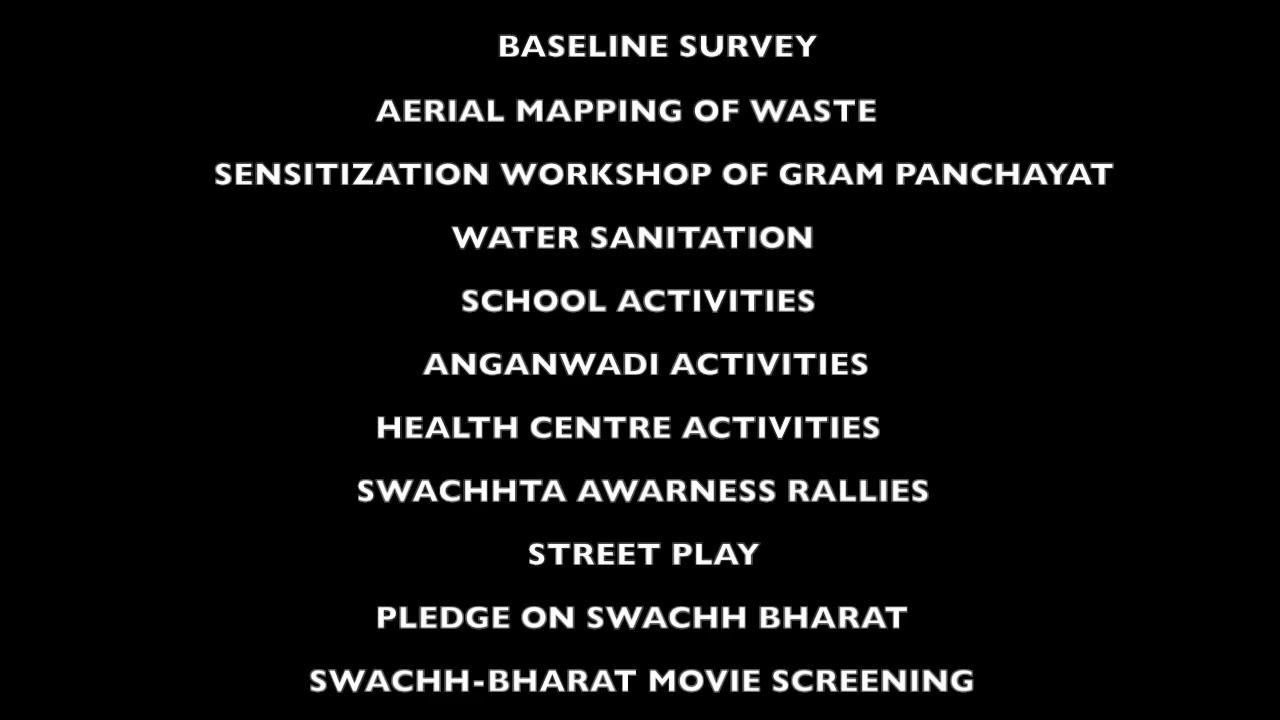 BASELINE SURVEY
AERIAL MAPPING OF WASTE
SENSITIZATION WORKSHOP OF GRAM PANCHAYAT
WATER SANITATION
SCHOOL ACTIVITIES
ANGANWADI ACTIVITIES
HEALTH CENTRE ACTIVITIES
SWACHHTA AWARNESS RALLIES
STREET PLAY
PLEDGE ON SWACHH BHARAT
SWACHH-BHARAT MOVIE SCREENING